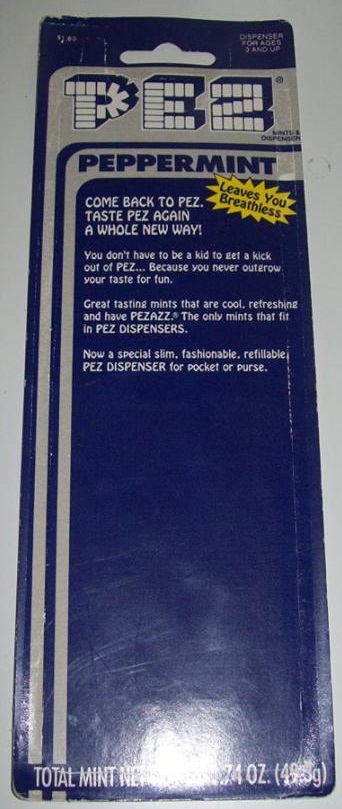 DISPENSER
FOR AGES
3 AND UP
PEZ®
MINTS &
DISPENSER
PEPPERMINT
Leaves You
Breathless
COME BACK TO PEZ.
TASTE PEZ AGAIN
A WHOLE NEW WAY!
You don't have to be a kid to get a kick
out of PEZ... Because you never outgrow
your taste for fun.
Great tasting mints that are cool, refreshing
and have PEZAZZ.® The only mints that fit
in PEZ DISPENSERS.
Now a special slim, fashionable, refillable
PEZ DISPENSER for pocket or purse.
TOTAL MINT .74 OZ.